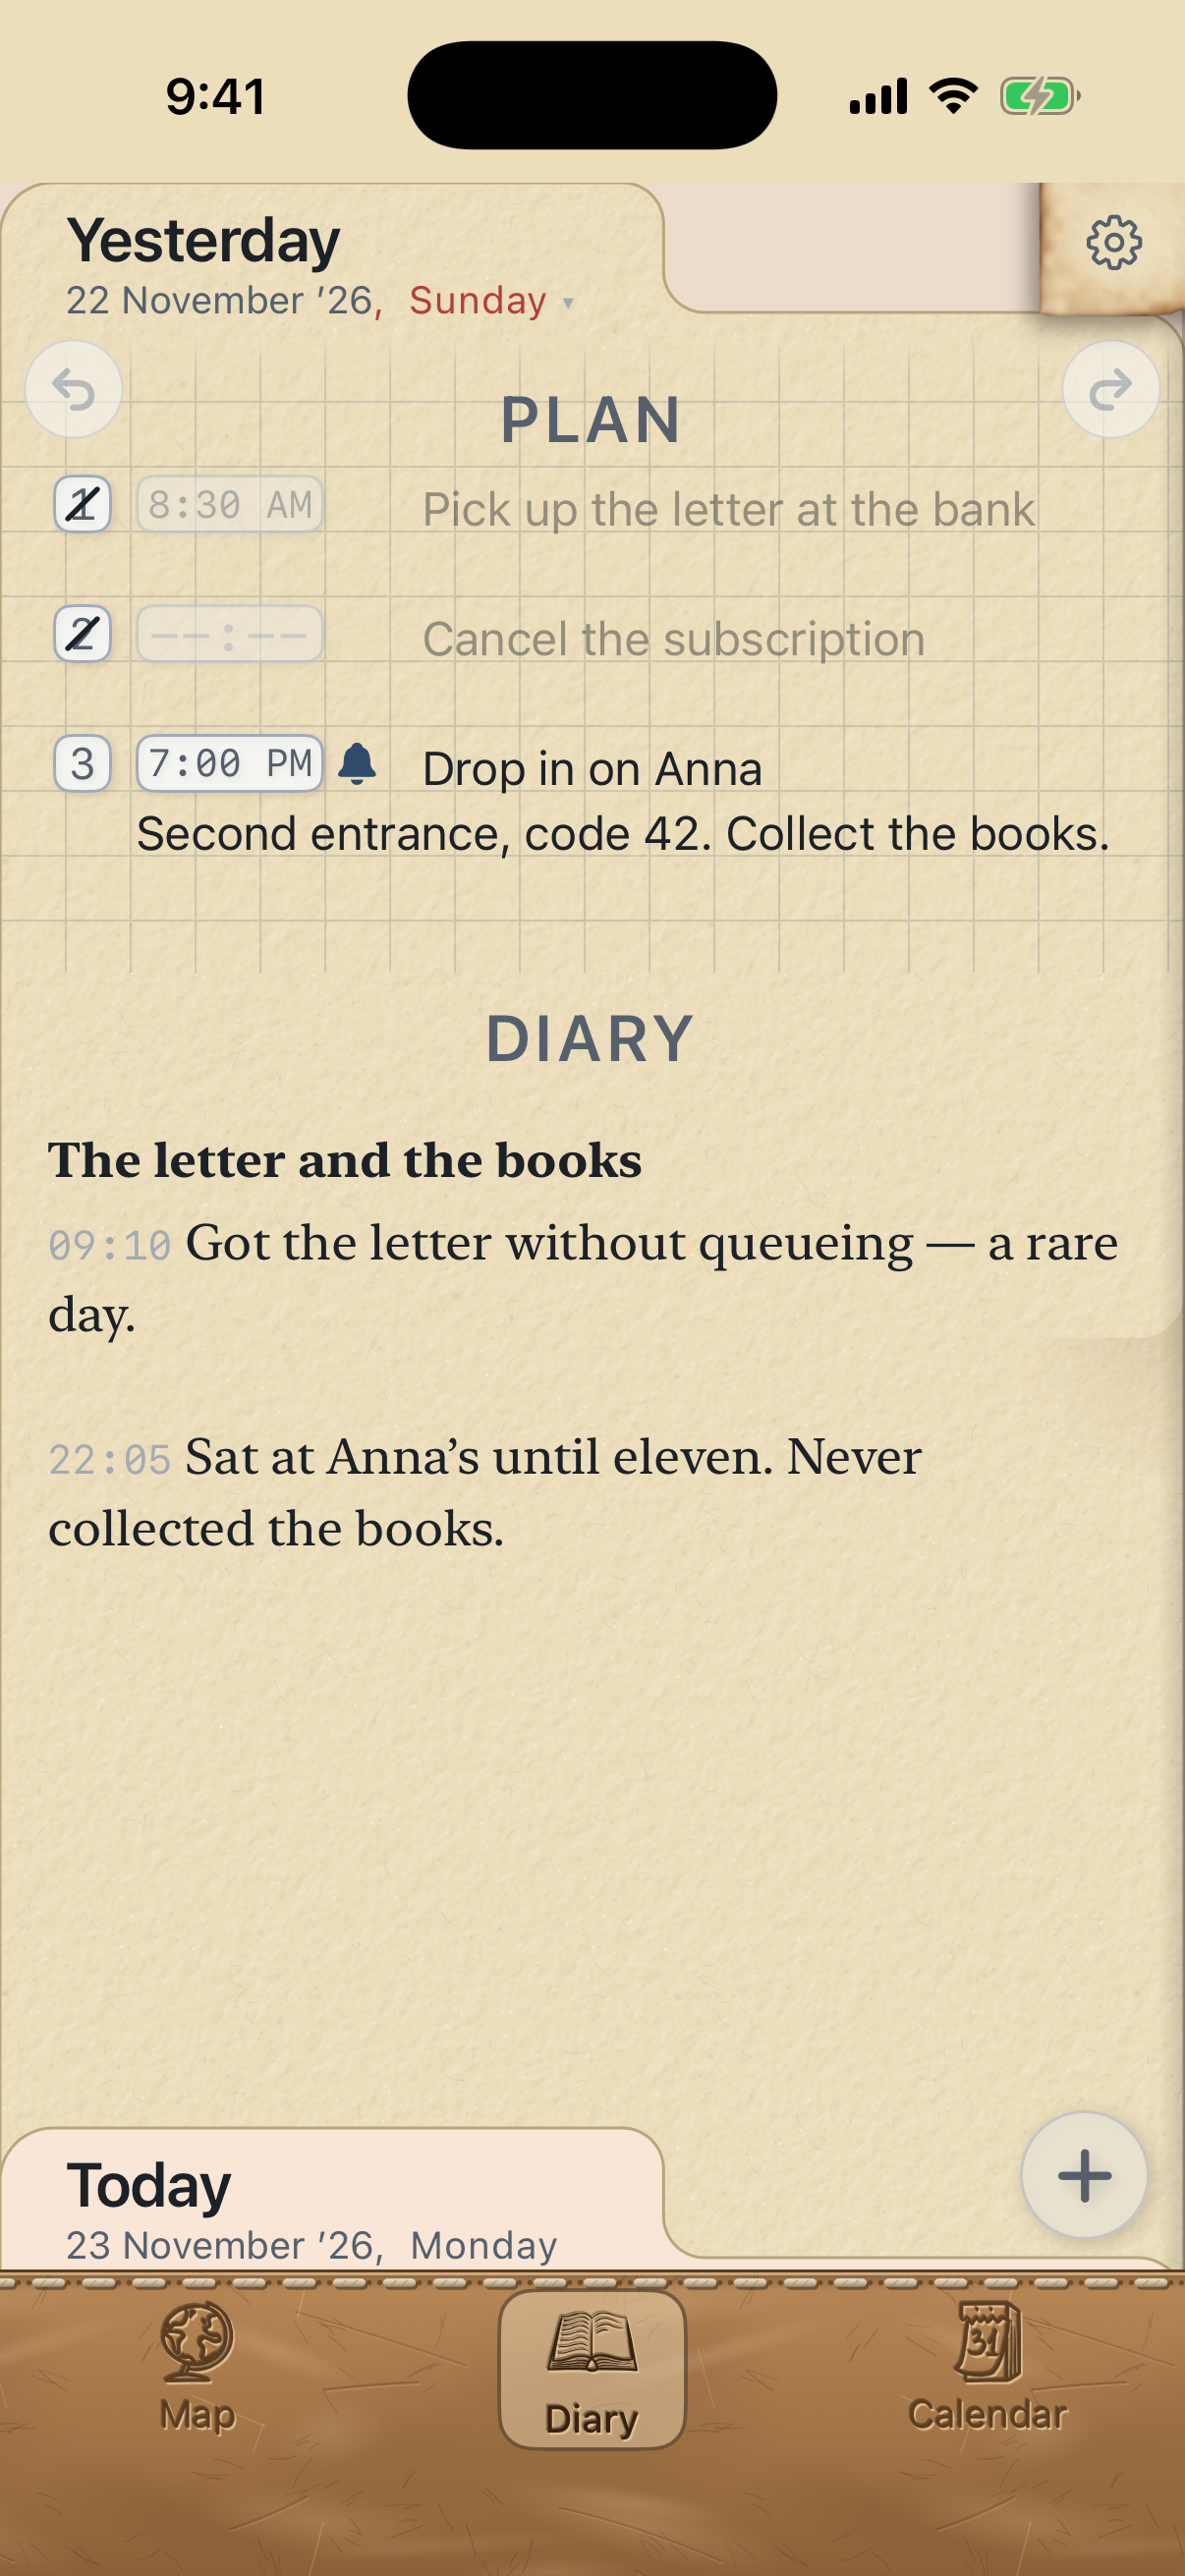 9:41
Yesterday
22 November ’26, Sunday
PLAN
1 8:30 AM Pick up the letter at the bank
2 --:-- Cancel the subscription
3 7:00 PM Drop in on Anna
Second entrance, code 42. Collect the books.
DIARY
The letter and the books
09:10 Got the letter without queueing — a rare
day.
22:05 Sat at Anna’s until eleven. Never
collected the books.
Today
23 November ’26, Monday
31
Map
Diary
Calendar